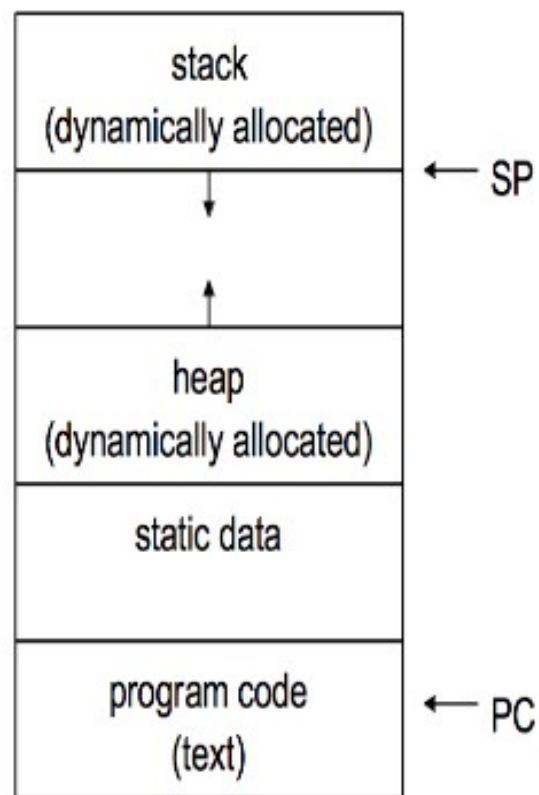 stack
(dynamically allocated)
SP
heap
(dynamically allocated)
static data
program code
PC
(text)